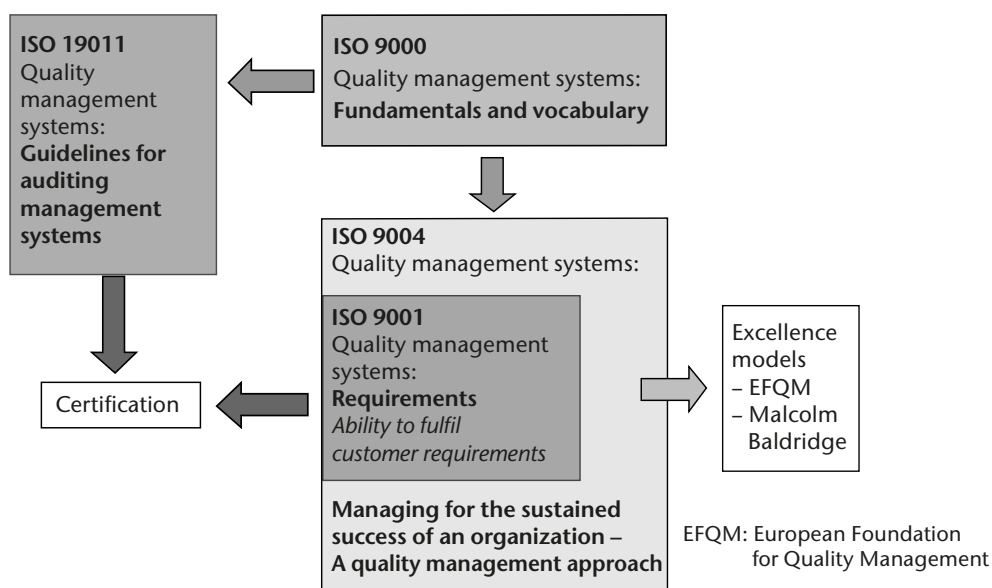 ISO 19011
Quality
management
systems:
Guidelines for
auditing
management
systems
ISO 9000
Quality management systems:
Fundamentals and vocabulary
ISO 9004
Quality management systems:
ISO 9001
Quality management
systems:
Requirements
Ability to fulfil
customer requirements
Managing for the sustained
success of an organization –
A quality management approach
Certification
Excellence
models
– EFQM
– Malcolm
Baldridge
EFQM: European Foundation
for Quality Management